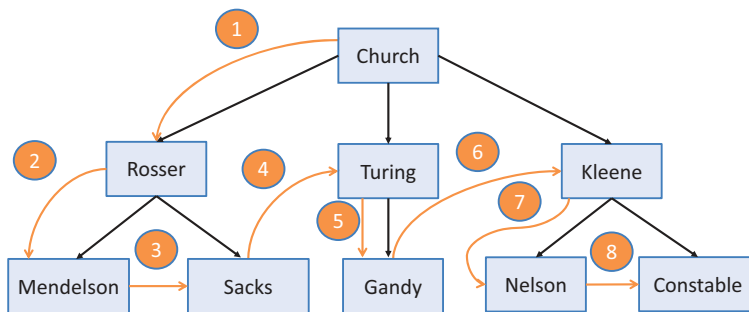 1
Church
2
Rosser
4
Turing
6
Kleene
3
5
7
8
Mendelson
Sacks
Gandy
Nelson
Constable